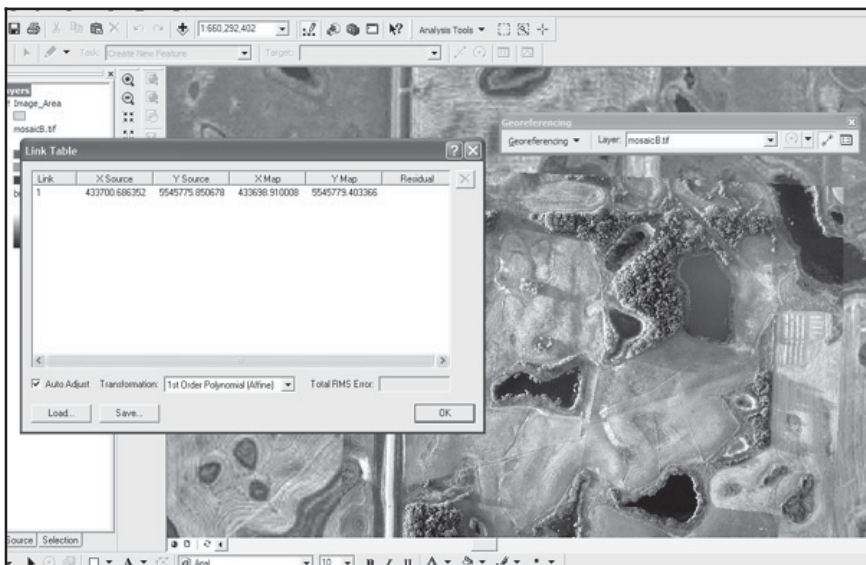 1:660,292,402
Analysis Tools
Task: Create New Feature
Target:
Image_Area
mosaicB.tif
Georeferencing
Georeferencing
Layer: mosaicB.tif
Link Table
Link X Source Y Source X Map Y Map Residual
1 433700.686352 5545775.850678 433698.910008 5545779.403366
Auto Adjust Transformation: 1st Order Polynomial (Affine) Total RMS Error:
Load... Save... OK
Source Selection
Arial 10 B I U A